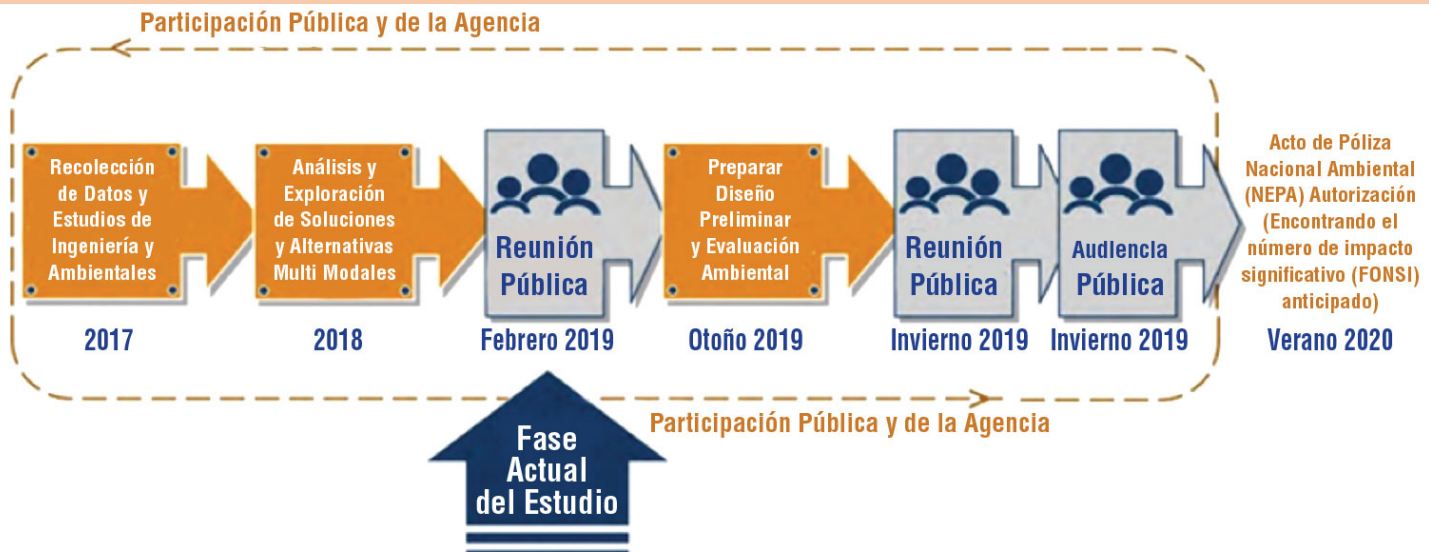 Participación Pública y de la Agencia
Recolección
de Datos y
Estudios de
Ingeniería y
Ambientales
2017
Análisis y
Exploración
de Soluciones
y Alternativas
Multi Modales
2018
Reunión
Pública
Febrero 2019
Preparar
Diseño
Preliminar
y Evaluación
Ambiental
Otoño 2019
Reunión
Pública
Invierno 2019
Audiencia
Pública
Invierno 2019
Acto de Póliza
Nacional Ambiental
(NEPA) Autorización
(Encontrando el
número de impacto
significativo (FONSI)
anticipado)
Verano 2020
Participación Pública y de la Agencia
Fase
Actual
del Estudio